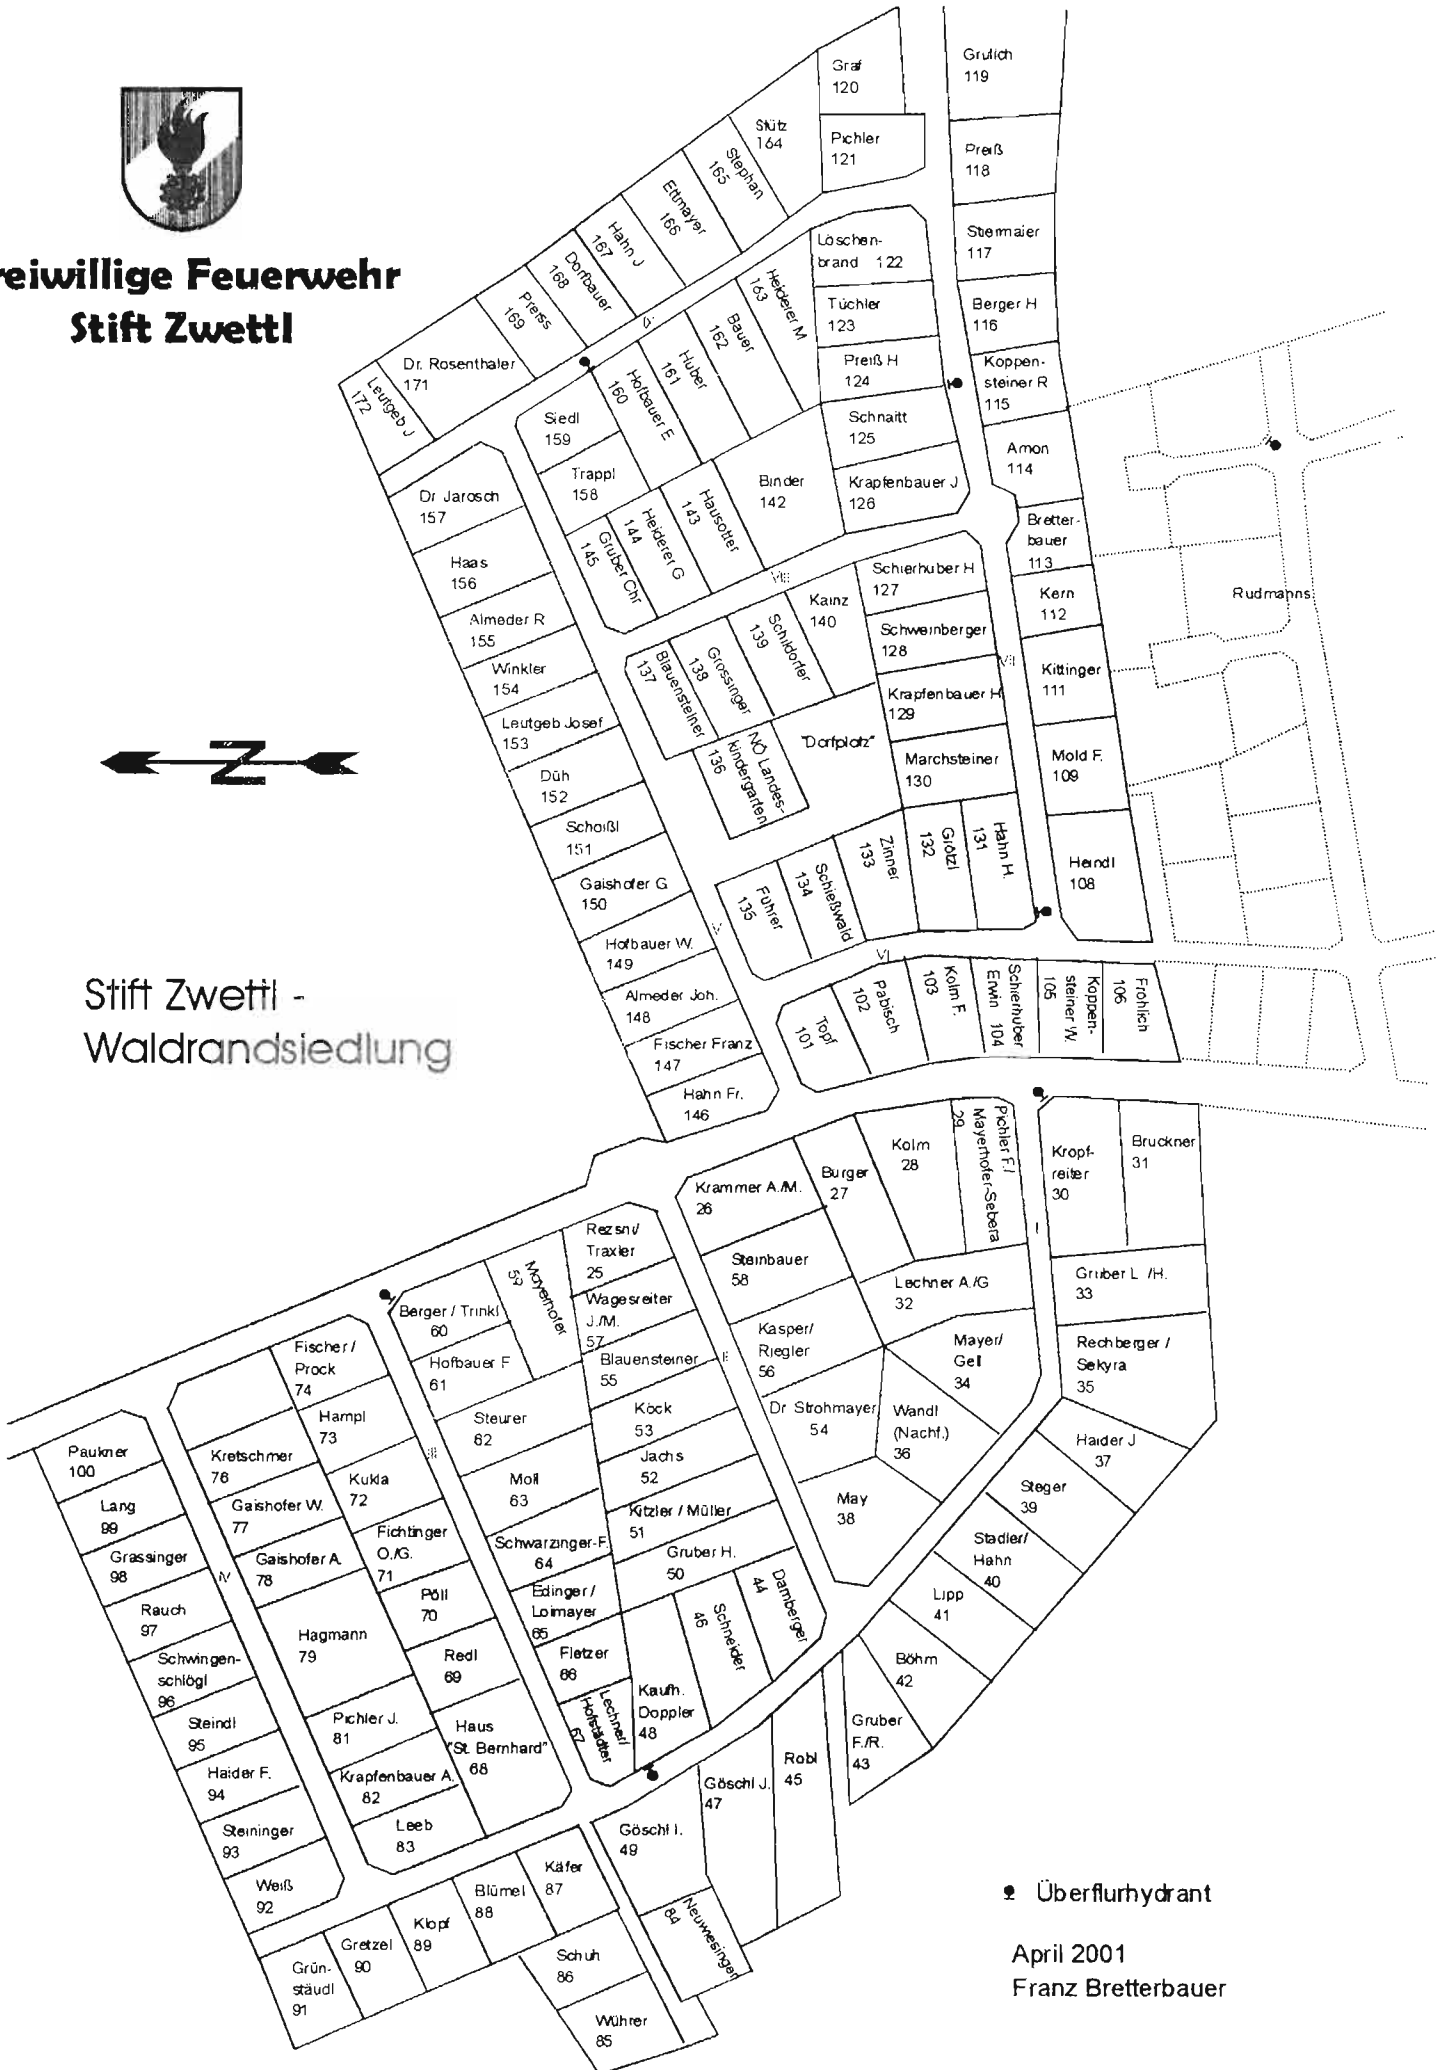 reiwillige Feuerwehr
Stift Zwettl
Z
Stift Zwettl -
Waldrandsiedlung
Graf
120
Grulich
119
Stütz
164
Pichler
121
Preiß
118
Stephan
165
Ettmayer
166
Hahn J
167
Dorfbauer
168
Preiss
169
Dr. Rosenthaler
171
Leutgeb J
172
Löschen-
brand 122
Stiermaier
117
Heiderer M
163
Bauer
162
Huber
161
Hofbauer E
160
Tüchler
123
Berger H
116
Preiß H
124
Koppen-
steiner R
115
Siedl
159
Schnaitt
125
Trappl
158
Binder
142
Krapfenbauer J
126
Amon
114
Dr Jarosch
157
Hausotter
143
Heiderer G
144
Gruber Chr
145
Bretter-
bauer
113
Haas
156
VIII
Schierhuber H
127
Kern
112
Rudmanns
Kainz
140
Schildorfer
139
Grossinger
138
Blauensteiner
137
Almeder R
155
Schweinberger
128
VII
Winkler
154
Kittinger
111
Krapfenbauer H
129
Leutgeb Josef
153
NÖ Landes-
kindergarten
136
"Dorfplatz"
Marchsteiner
130
Mold F.
109
Düh
152
Schoißl
151
Zinner
133
Grötzl
132
Hahn H.
131
Heindl
108
Gaishofer G
150
Führer
135
Schießwald
134
Hofbauer W.
149
VI
Almeder Joh.
148
Topf
101
Pabisch
102
Kolm F.
103
Schierhuber
Erwin 104
Koppen-
steiner W.
105
Fröhlich
106
Fischer Franz
147
Hahn Fr.
146
Kolm
28
Pichler F./
Mayerhofer-Sebera
29
Kropf-
reiter
30
Bruckner
31
Burger
27
Krammer A./M.
26
I
Rezsni/
Traxler
25
Steinbauer
58
Lechner A./G
32
Gruber L /H.
33
Mayerhofer
59
Berger / Trinkl
60
Wagesreiter
J./M.
57
Kasper/
Riegler
56
Mayer/
Gell
34
Rechberger /
Sekyra
35
Fischer /
Prock
74
Hofbauer F
61
Blauensteiner
55
II
Dr Strohmayer
54
Wandl
(Nachf.)
36
Steurer
62
Köck
53
Haider J
37
Hampl
73
Kretschmer
76
III
Paukner
100
Moll
63
Jachs
52
May
38
Steger
39
Kukla
72
Gaishofer W.
77
Lang
99
Kitzler / Müller
51
Stadler/
Hahn
40
Fichtinger
O./G.
71
Schwarzinger-F.
64
Gruber H.
50
Gaishofer A.
78
Grassinger
98
IV
Damberger
44
Lipp
41
Pöll
70
Edinger /
Loimayer
65
Schneider
46
Rauch
97
Hagmann
79
Redl
69
Fletzer
66
Böhm
42
Schwingen-
schlögl
96
Kaufh.
Doppler
48
Lechner/
Hofstädter
67
Gruber
F./R.
43
Steindl
95
Pichler J.
81
Haus
"St. Bernhard"
68
Robl
45
Haider F.
94
Krapfenbauer A.
82
Göschl J.
47
Steininger
93
Leeb
83
Göschl I.
49
Weiß
92
Käfer
87
Blümel
88
Klopf
89
Gretzel
90
Grün-
stäudl
91
Neuwiesinger
84
Schuh
86
Wührer
85
Überflurhydrant
April 2001
Franz Bretterbauer